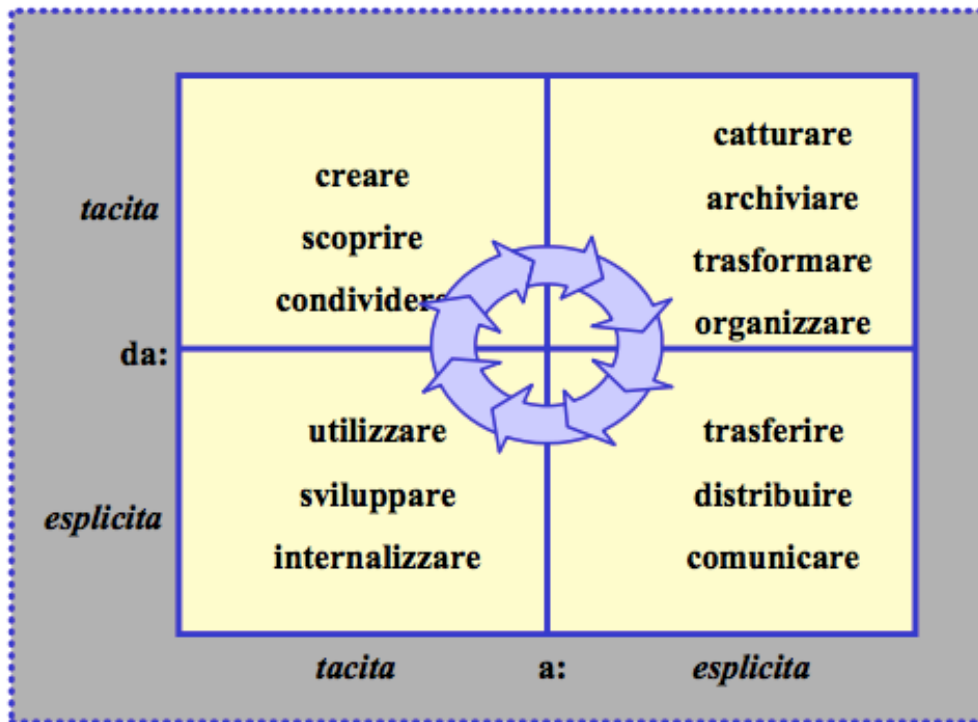 tacita
creare
scoprire
condividere
catturare
archiviare
trasformare
organizzare
da:
esplicita
utilizzare
sviluppare
internalizzare
trasferire
distribuire
comunicare
tacita a: esplicita